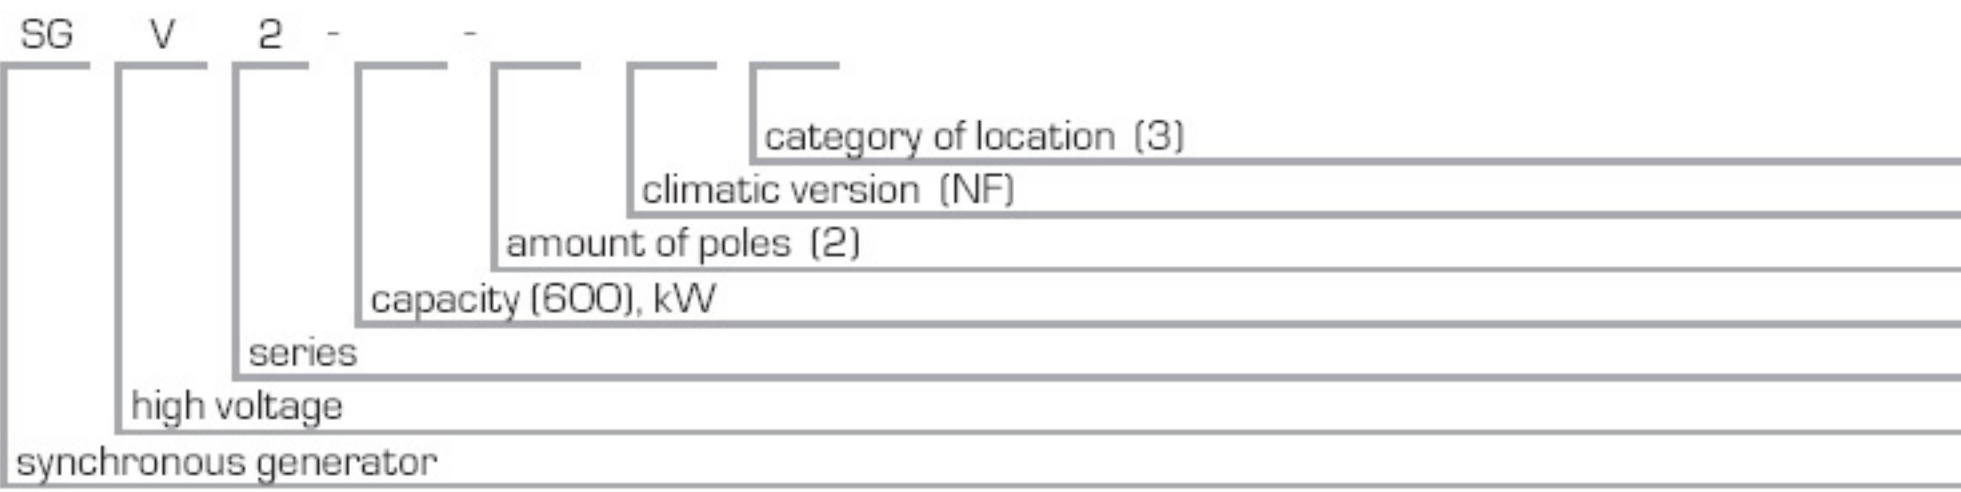 SG V 2 - -
category of location (3)
climatic version (NF)
amount of poles (2)
capacity (600), kW
series
high voltage
synchronous generator